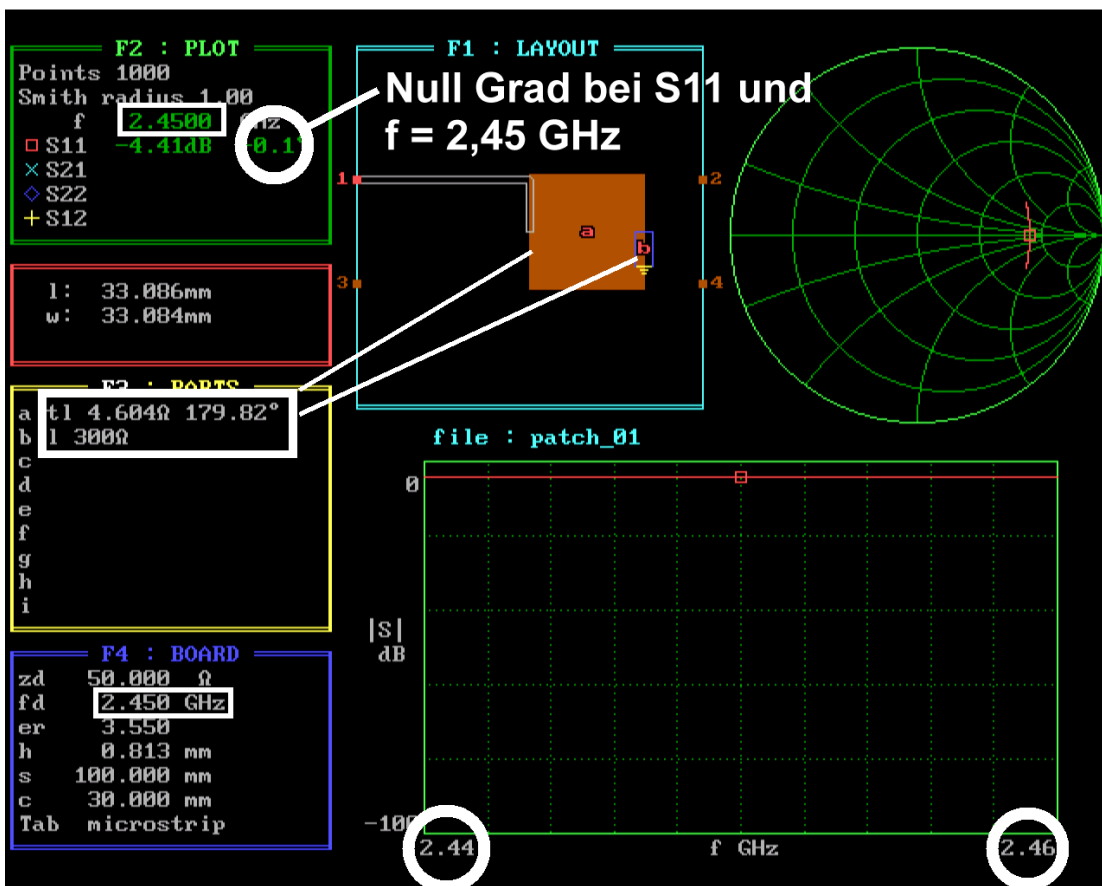 F2 : PLOT
Points 1000
Smith radius 1.00
f 2.4500 GHz
S11 -4.41dB -0.1°
S21
S22
S12
l: 33.086mm
w: 33.084mm
F3 : PARTS
a tl 4.604Ω 179.82°
b l 300Ω
c
d
e
f
g
h
i
F4 : BOARD
zd 50.000 Ω
fd 2.450 GHz
er 3.550
h 0.813 mm
s 100.000 mm
c 30.000 mm
Tab microstrip
F1 : LAYOUT
Null Grad bei S11 und
f = 2,45 GHz
1
2
a
b
3
4
file : patch_01
0
|S|
dB
-100
2.44 f GHz 2.46